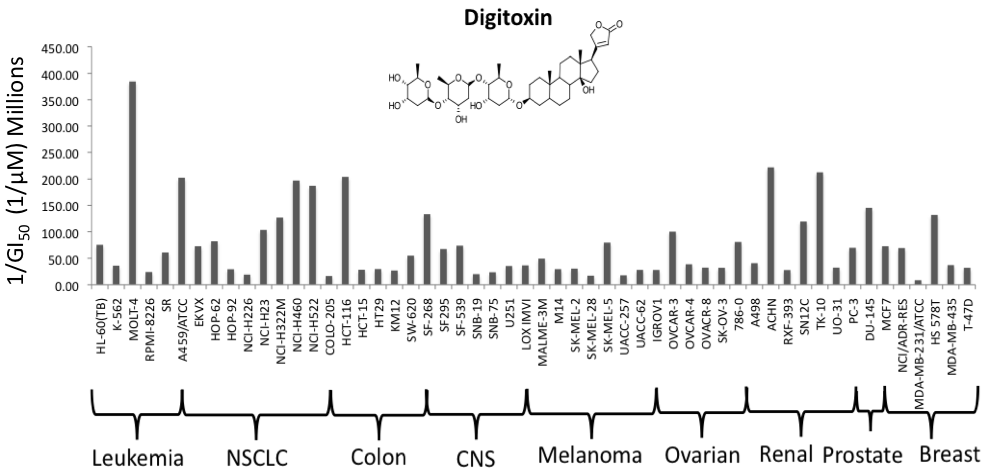 Digitoxin
1/GI50 (1/µM) Millions
450.00
400.00
350.00
300.00
250.00
200.00
150.00
100.00
50.00
0.00
O
O
O
O
O
O
O
O
HO
HO
OH
HO
OH
HL-60(TB)
K-562
MOLT-4
RPMI-8226
SR
A459/ATCC
EKVX
HOP-62
HOP-92
NCI-H226
NCI-H23
NCI-H322M
NCI-H460
NCI-H522
COLO-205
HCT-116
HCT-15
HT29
KM12
SW-620
SF-268
SF295
SF-539
SNB-19
SNB-75
U251
LOX IMVI
MALME-3M
M14
SK-MEL-2
SK-MEL-28
SK-MEL-5
UACC-257
UACC-62
IGROV1
OVCAR-3
OVCAR-4
OVACR-8
SK-OV-3
786-0
A498
ACHN
RXF-393
SN12C
TK-10
UO-31
PC-3
DU-145
MCF7
NCI/ADR-RES
MDA-MB-231/ATCC
HS 578T
MDA-MB-435
T-47D
Leukemia
NSCLC
Colon
CNS
Melanoma
Ovarian
Renal
Prostate
Breast